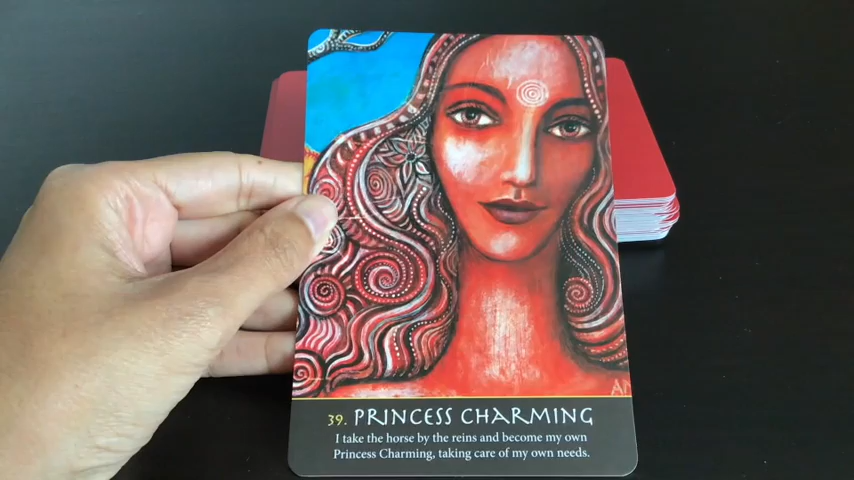 39. PRINCESS CHARMING
I take the horse by the reins and become my own
Princess Charming, taking care of my own needs.